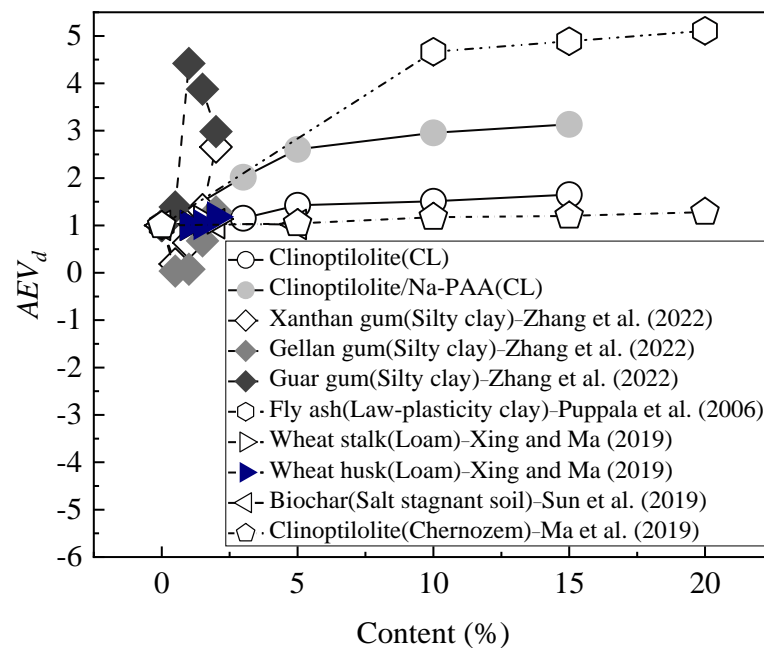 5
4
3
2
1
0
-1
-2
-3
-4
-5
-6
AEV_d
Clinoptilolite(CL)
Clinoptilolite/Na-PAA(CL)
Xanthan gum(Silty clay)-Zhang et al. (2022)
Gellan gum(Silty clay)-Zhang et al. (2022)
Guar gum(Silty clay)-Zhang et al. (2022)
Fly ash(Law-plasticity clay)-Puppala et al. (2006)
Wheat stalk(Loam)-Xing and Ma (2019)
Wheat husk(Loam)-Xing and Ma (2019)
Biochar(Salt stagnant soil)-Sun et al. (2019)
Clinoptilolite(Chernozem)-Ma et al. (2019)
0 5 10 15 20
Content (%)